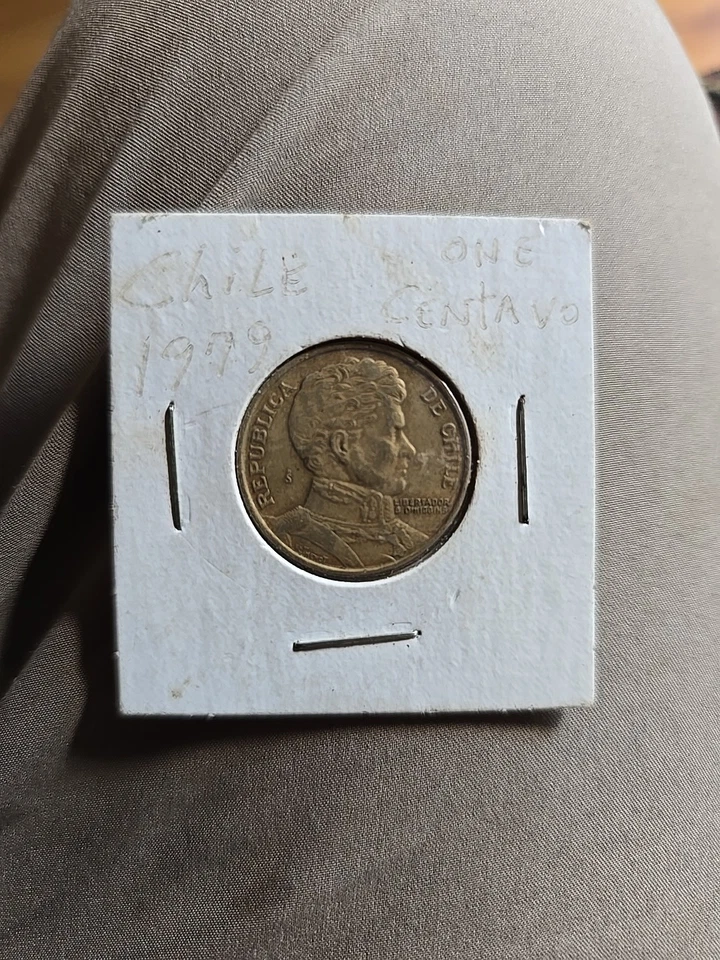 Chile
1979
ONE
CENTAVO
REPUBLICA DE CHILE
S
LIBERTADOR
B. O'HIGGINS